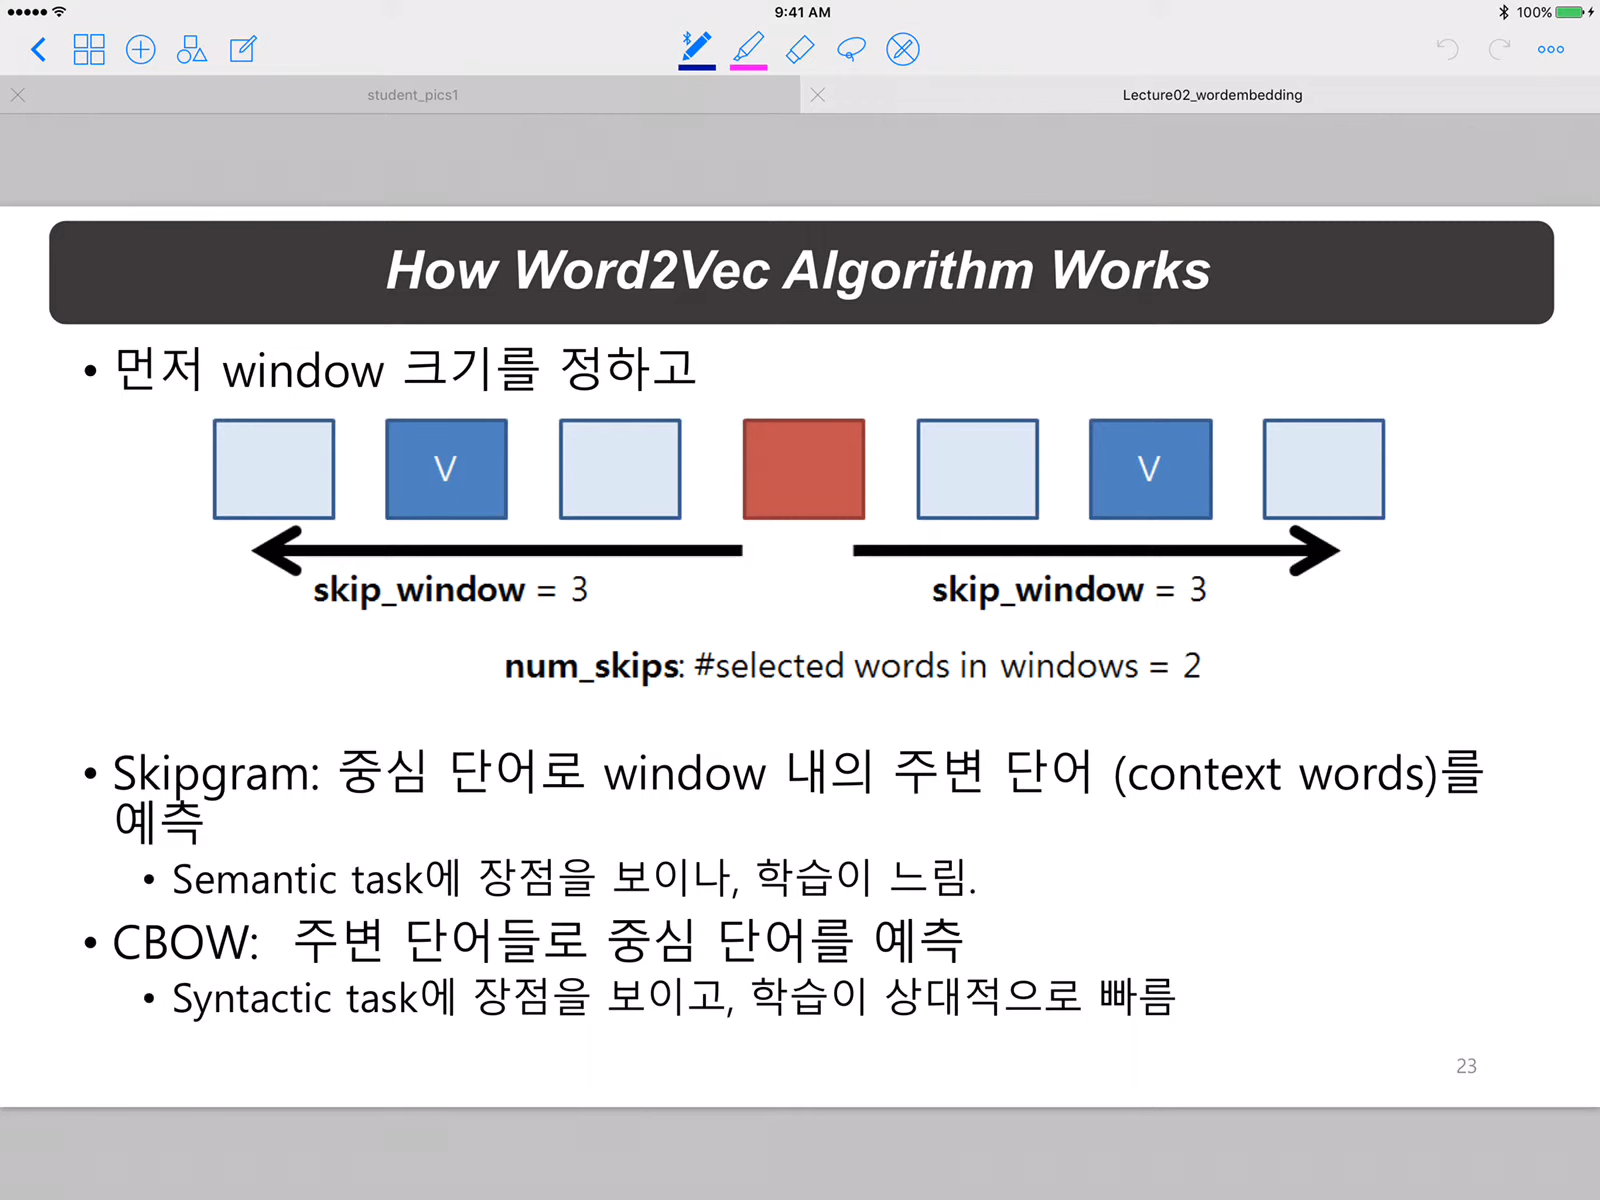 9:41 AM
100%
student_pics1
Lecture02_wordembedding
How Word2Vec Algorithm Works
• 먼저 window 크기를 정하고
V
V
skip_window = 3
skip_window = 3
num_skips: #selected words in windows = 2
• Skipgram: 중심 단어로 window 내의 주변 단어 (context words)를
예측
• Semantic task에 장점을 보이나, 학습이 느림.
• CBOW: 주변 단어들로 중심 단어를 예측
• Syntactic task에 장점을 보이고, 학습이 상대적으로 빠름
23